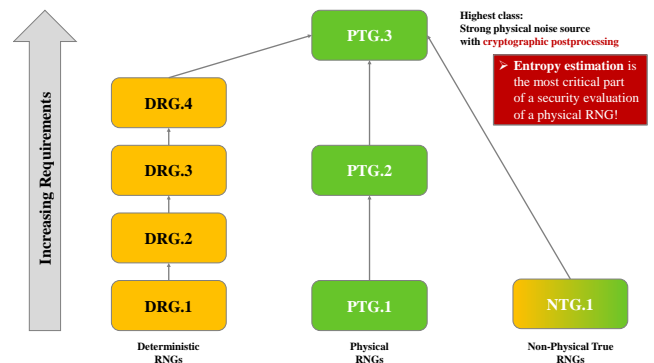 Increasing Requirements
PTG.3
Highest class:
Strong physical noise source
with cryptographic postprocessing
➢ Entropy estimation is
the most critical part
of a security evaluation
of a physical RNG!
DRG.4
DRG.3
PTG.2
DRG.2
DRG.1
PTG.1
NTG.1
Deterministic
RNGs
Physical
RNGs
Non-Physical True
RNGs